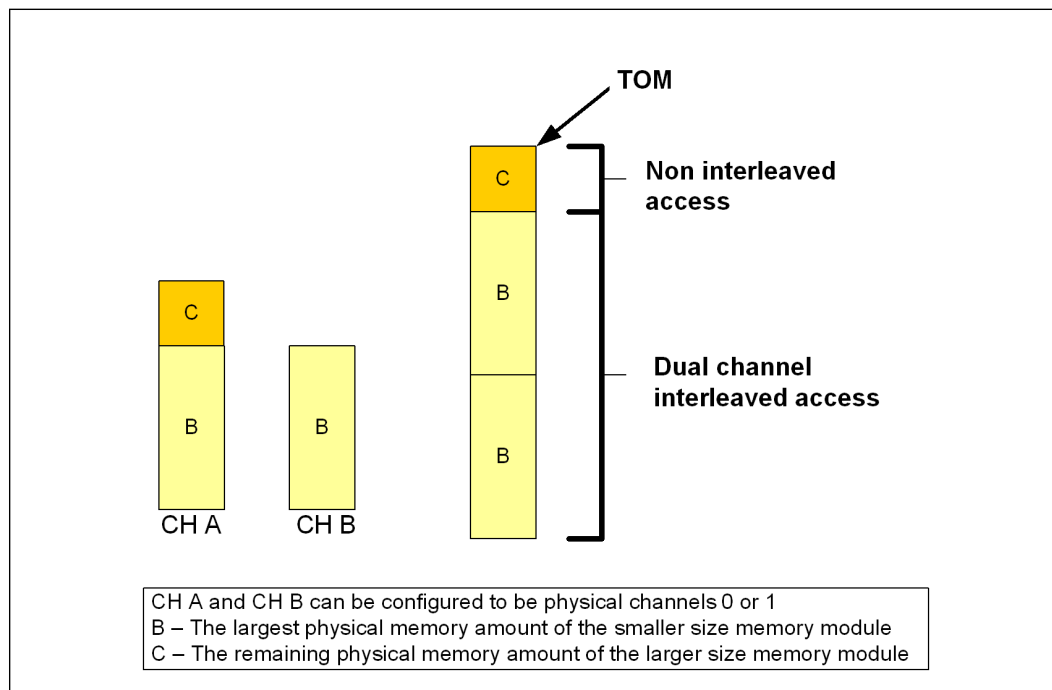 TOM
C
Non interleaved
access
B
C
Dual channel
interleaved access
B
B
B
CH A
CH B
CH A and CH B can be configured to be physical channels 0 or 1
B – The largest physical memory amount of the smaller size memory module
C – The remaining physical memory amount of the larger size memory module